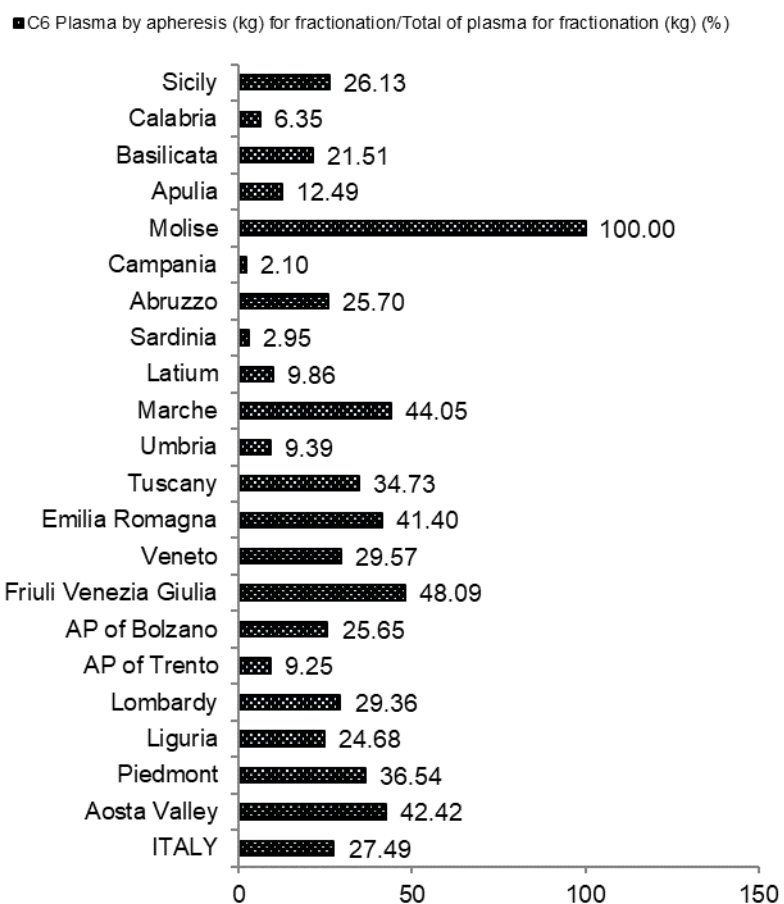 C6 Plasma by apheresis (kg) for fractionation/Total of plasma for fractionation (kg) (%)
Sicily 26.13
Calabria 6.35
Basilicata 21.51
Apulia 12.49
Molise 100.00
Campania 2.10
Abruzzo 25.70
Sardinia 2.95
Latium 9.86
Marche 44.05
Umbria 9.39
Tuscany 34.73
Emilia Romagna 41.40
Veneto 29.57
Friuli Venezia Giulia 48.09
AP of Bolzano 25.65
AP of Trento 9.25
Lombardy 29.36
Liguria 24.68
Piedmont 36.54
Aosta Valley 42.42
ITALY 27.49
0 50 100 150